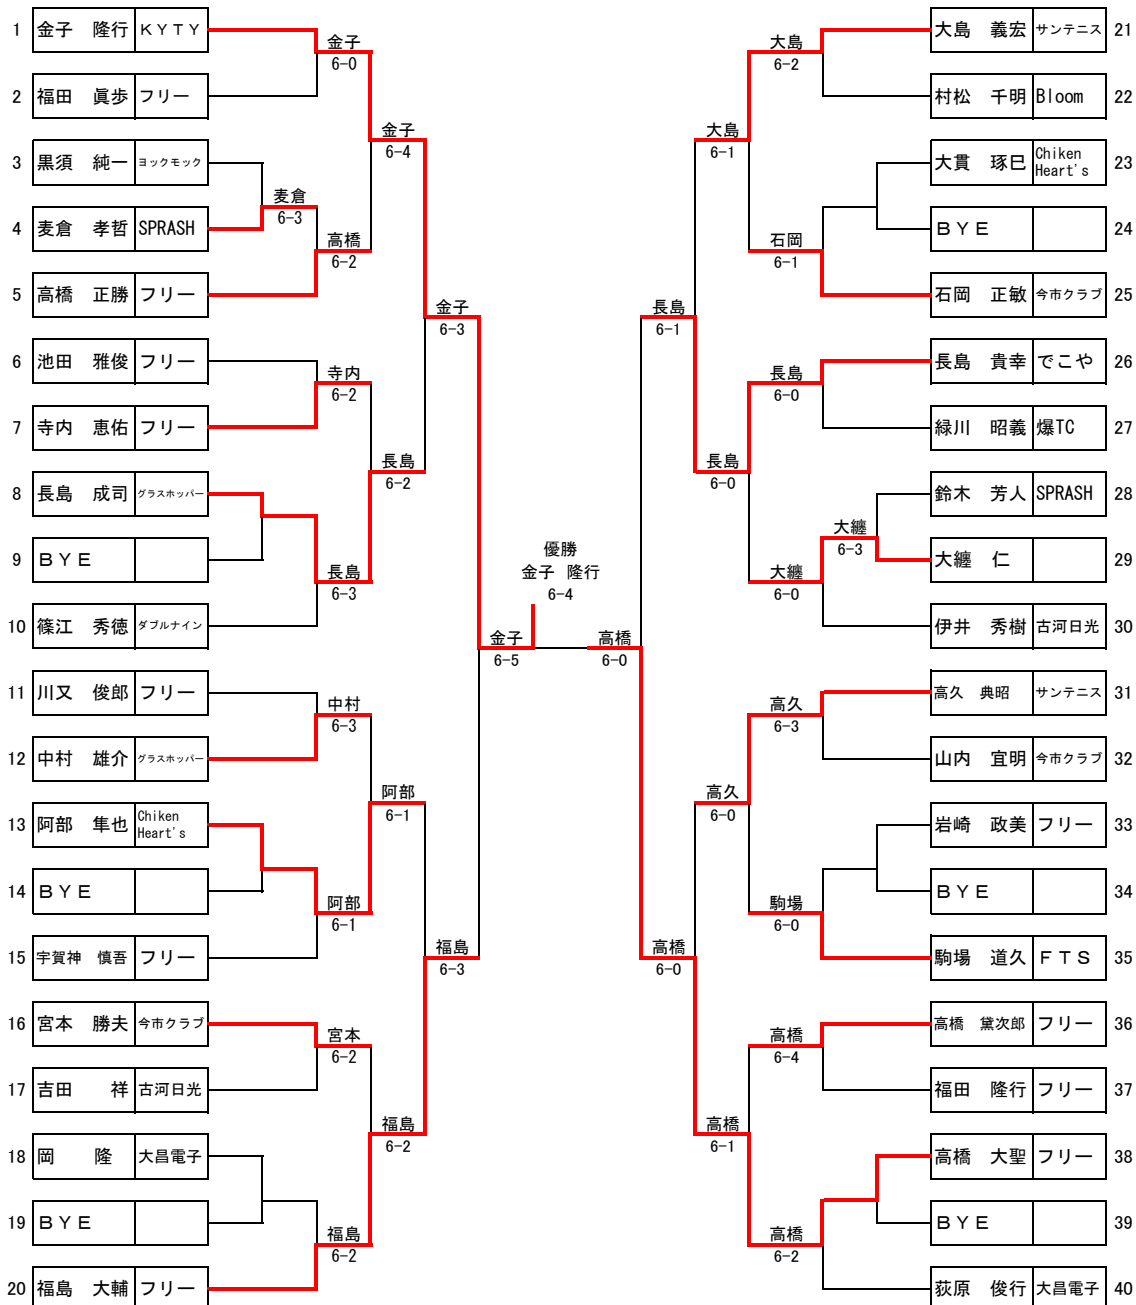 1 金子　隆行 ＫＹＴＹ
2 福田　眞歩 フリー
3 黒須　純一 ヨックモック
4 麦倉　孝哲 SPRASH
5 高橋　正勝 フリー
6 池田　雅俊 フリー
7 寺内　恵佑 フリー
8 長島　成司 グラスホッパー
9 ＢＹＥ
10 篠江　秀徳 ダブルナイン
11 川又　俊郎 フリー
12 中村　雄介 グラスホッパー
13 阿部　隼也 Chiken
Heart's
14 ＢＹＥ
15 宇賀神　慎吾 フリー
16 宮本　勝夫 今市クラブ
17 吉田　　祥 古河日光
18 岡　　隆 大昌電子
19 ＢＹＥ
20 福島　大輔 フリー
麦倉
6-3
金子
6-0
高橋
6-2
寺内
6-2
長島
6-3
中村
6-3
阿部
6-1
宮本
6-2
福島
6-2
金子
6-4
長島
6-2
阿部
6-1
福島
6-2
金子
6-3
福島
6-3
金子
6-5
優勝
金子　隆行
6-4
高橋
6-0
長島
6-1
高橋
6-0
大島
6-1
長島
6-0
高久
6-0
高橋
6-1
大島
6-2
石岡
6-1
長島
6-0
大纏
6-0
高久
6-3
駒場
6-0
高橋
6-4
高橋
6-2
大纏
6-3
大島　義宏 サンテニス 21
村松　千明 Bloom 22
大貫　琢巳 Chiken
Heart's 23
ＢＹＥ 24
石岡　正敏 今市クラブ 25
長島　貴幸 でこや 26
緑川　昭義 爆TC 27
鈴木　芳人 SPRASH 28
大纏　仁 29
伊井　秀樹 古河日光 30
高久　典昭 サンテニス 31
山内　宜明 今市クラブ 32
岩崎　政美 フリー 33
ＢＹＥ 34
駒場　道久 ＦＴＳ 35
高橋　黛次郎 フリー 36
福田　隆行 フリー 37
高橋　大聖 フリー 38
ＢＹＥ 39
荻原　俊行 大昌電子 40